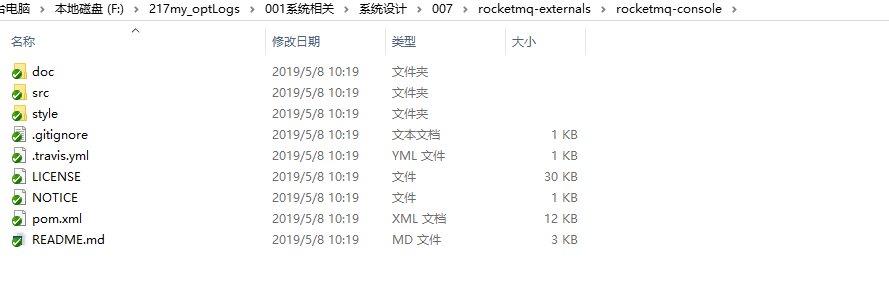 台电脑 > 本地磁盘 (F:) > 217my_optLogs > 001系统相关 > 系统设计 > 007 > rocketmq-externals > rocketmq-console >
名称 修改日期 类型 大小
doc 2019/5/8 10:19 文件夹
src 2019/5/8 10:19 文件夹
style 2019/5/8 10:19 文件夹
.gitignore 2019/5/8 10:19 文本文档 1 KB
.travis.yml 2019/5/8 10:19 YML 文件 1 KB
LICENSE 2019/5/8 10:19 文件 30 KB
NOTICE 2019/5/8 10:19 文件 1 KB
pom.xml 2019/5/8 10:19 XML 文档 12 KB
README.md 2019/5/8 10:19 MD 文件 3 KB